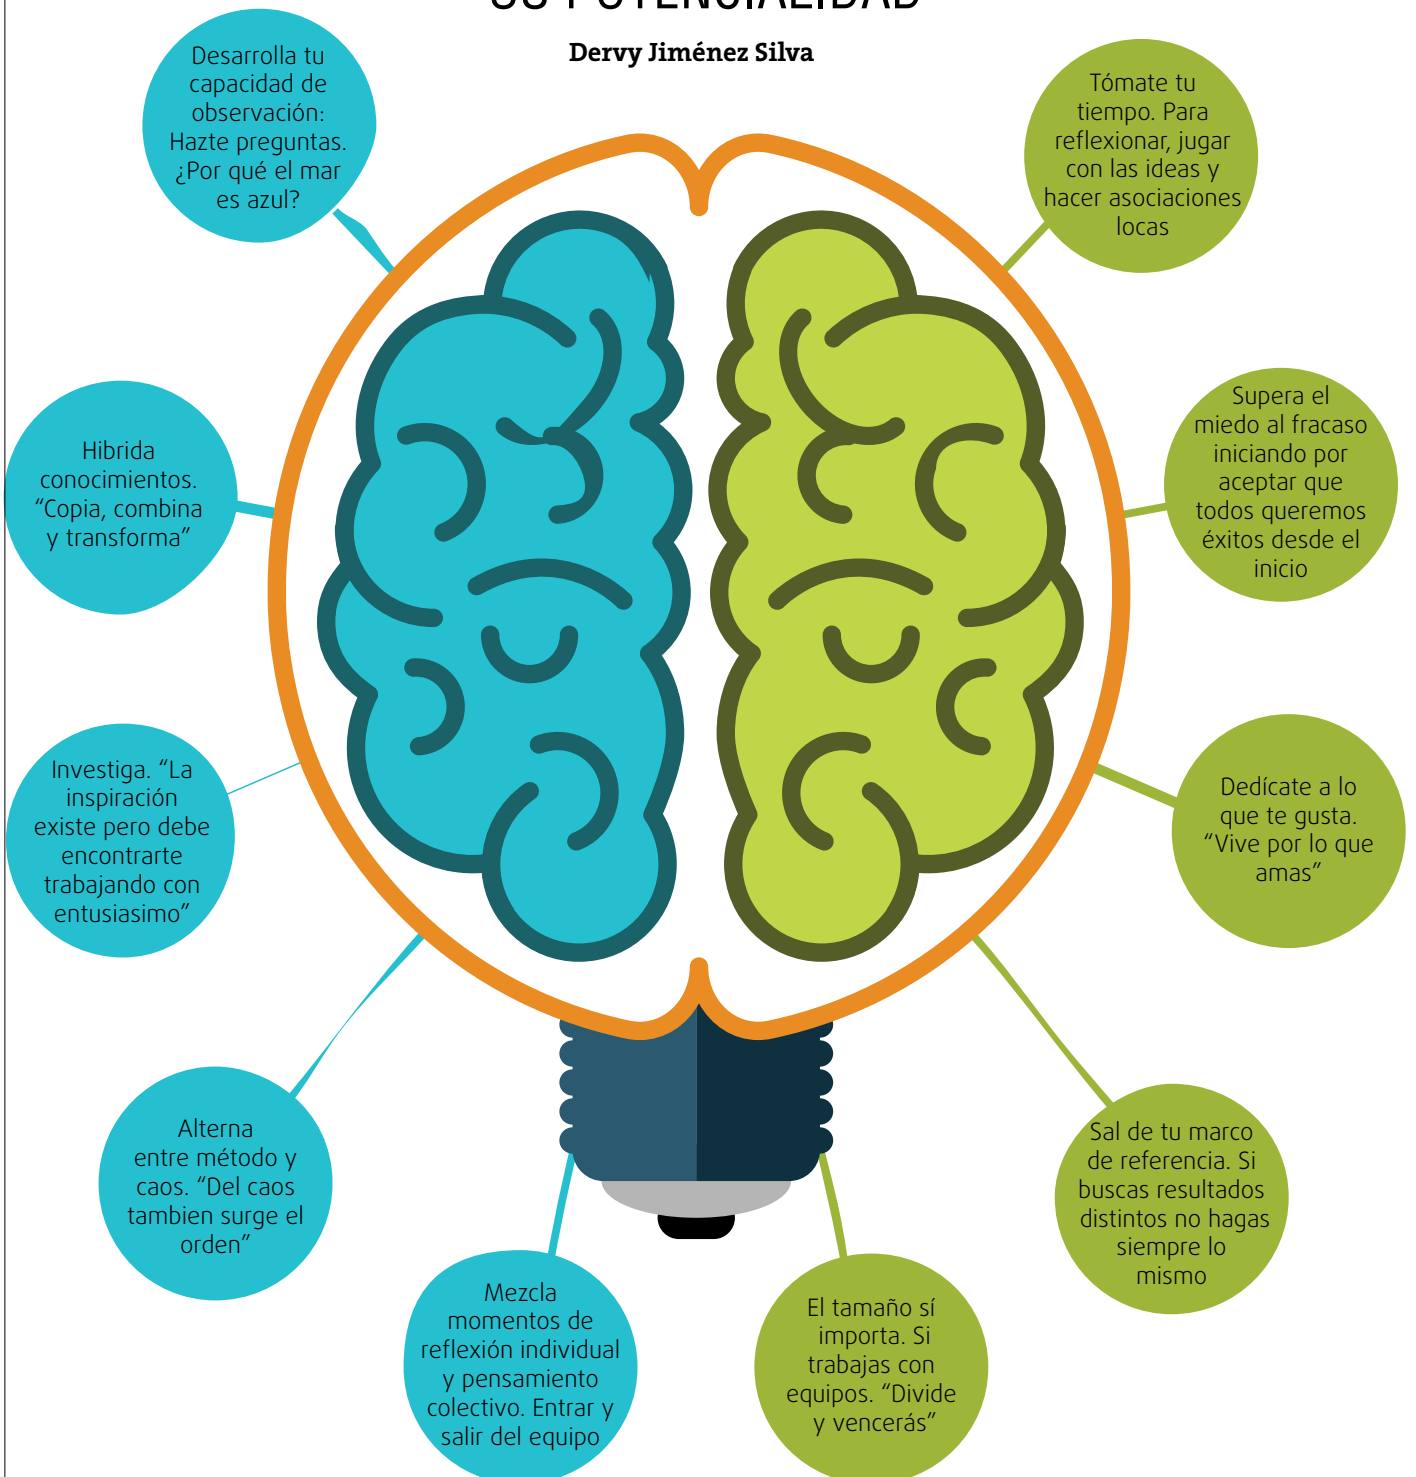 SU POTENCIALIDAD
Dervy Jiménez Silva
Desarrolla tu
capacidad de
observación:
Hazte preguntas.
¿Por qué el mar
es azul?
Tómate tu
tiempo. Para
reflexionar, jugar
con las ideas y
hacer asociaciones
locas
Hibrida
conocimientos.
“Copia, combina
y transforma”
Supera el
miedo al fracaso
iniciando por
aceptar que
todos queremos
éxitos desde el
inicio
Investiga. “La
inspiración
existe pero debe
encontrarte
trabajando con
entusiasimo”
Dedícate a lo
que te gusta.
“Vive por lo que
amas”
Alterna
entre método y
caos. “Del caos
tambien surge el
orden”
Sal de tu marco
de referencia. Si
buscas resultados
distintos no hagas
siempre lo
mismo
Mezcla
momentos de
reflexión individual
y pensamiento
colectivo. Entrar y
salir del equipo
El tamaño sí
importa. Si
trabajas con
equipos. “Divide
y vencerás”